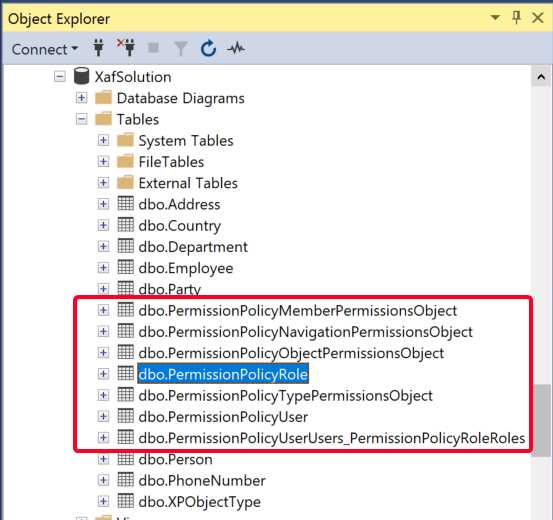 Object Explorer
Connect
XafSolution
Database Diagrams
Tables
System Tables
FileTables
External Tables
dbo.Address
dbo.Country
dbo.Department
dbo.Employee
dbo.Party
dbo.PermissionPolicyMemberPermissionsObject
dbo.PermissionPolicyNavigationPermissionsObject
dbo.PermissionPolicyObjectPermissionsObject
dbo.PermissionPolicyRole
dbo.PermissionPolicyTypePermissionsObject
dbo.PermissionPolicyUser
dbo.PermissionPolicyUserUsers_PermissionPolicyRoleRoles
dbo.Person
dbo.PhoneNumber
dbo.XPObjectType